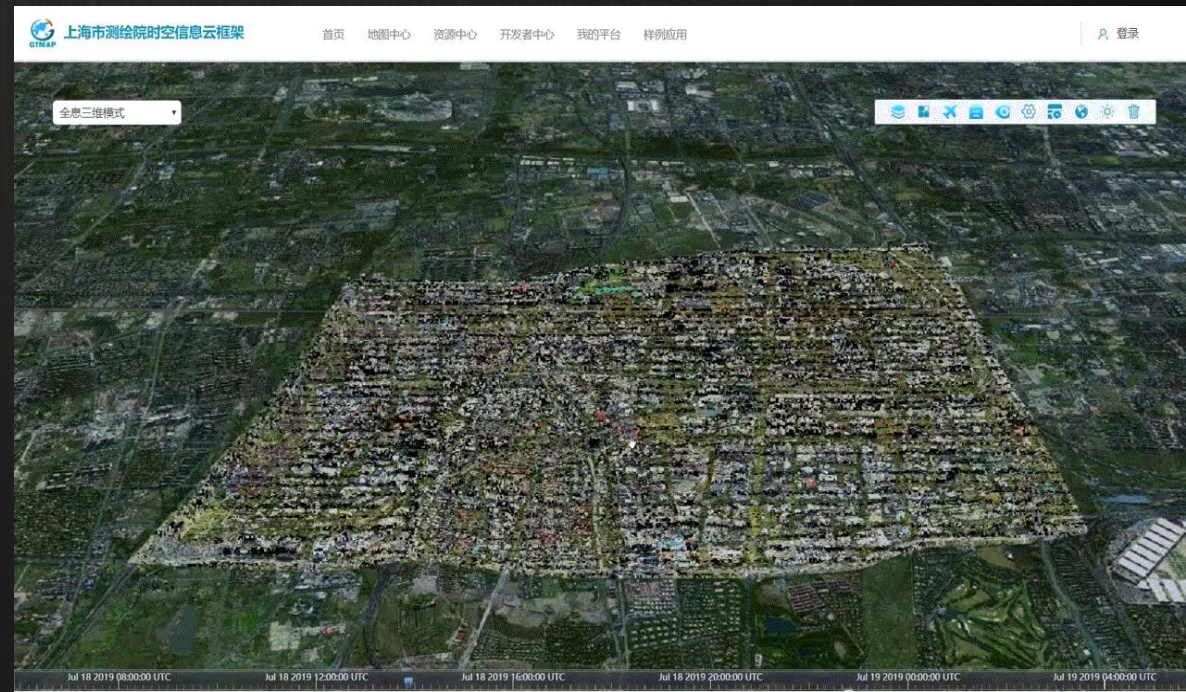 GTMAP
上海市测绘院时空信息云框架
首页 地图中心 资源中心 开发者中心 我的平台 样例应用
登录
全息三维模式
Jul 18 2019 08:00:00 UTC Jul 18 2019 12:00:00 UTC Jul 18 2019 16:00:00 UTC Jul 18 2019 20:00:00 UTC Jul 19 2019 00:00:00 UTC Jul 19 2019 04:00:00 UTC